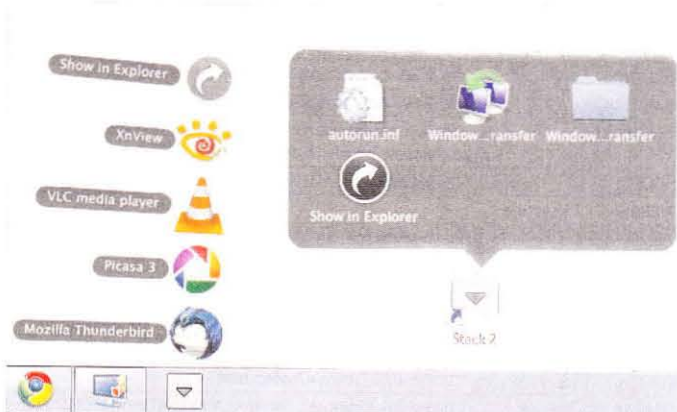 Show in Explorer
XnView
VLC media player
Picasa 3
Mozilla Thunderbird
autorun.inf
Window...ransfer
Window...ransfer
Show in Explorer
Stack 2